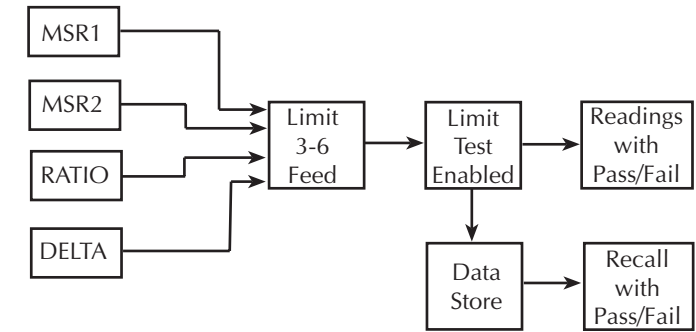 MSR1
MSR2
RATIO
DELTA
Limit
3-6
Feed
Limit
Test
Enabled
Readings
with
Pass/Fail
Data
Store
Recall
with
Pass/Fail